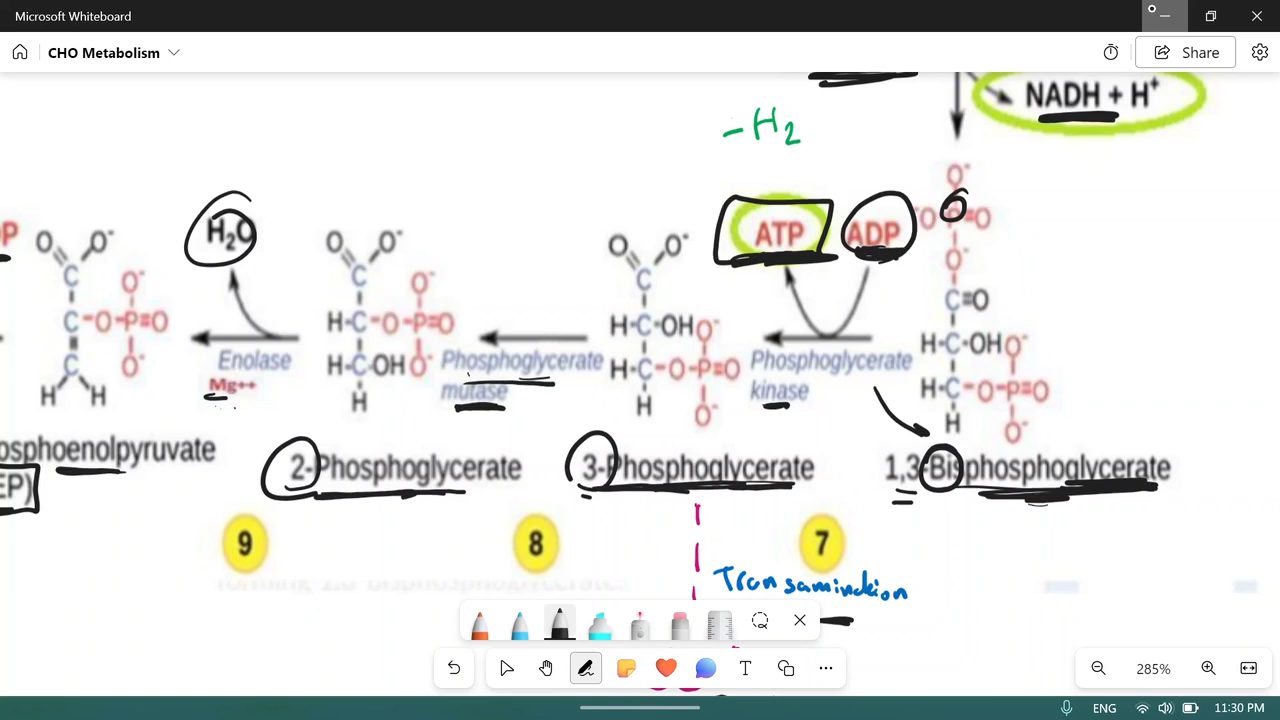 Microsoft Whiteboard
CHO Metabolism
Share
NADH + H+
-H2
ATP
ADP
H2O
Enolase
Mg++
Phosphoglycerate
mutase
Phosphoglycerate
kinase
osphoenolpyruvate
EP)
2-Phosphoglycerate
3-Phosphoglycerate
1,3-Bisphosphoglycerate
9
8
7
Transamination
285%
ENG
11:30 PM